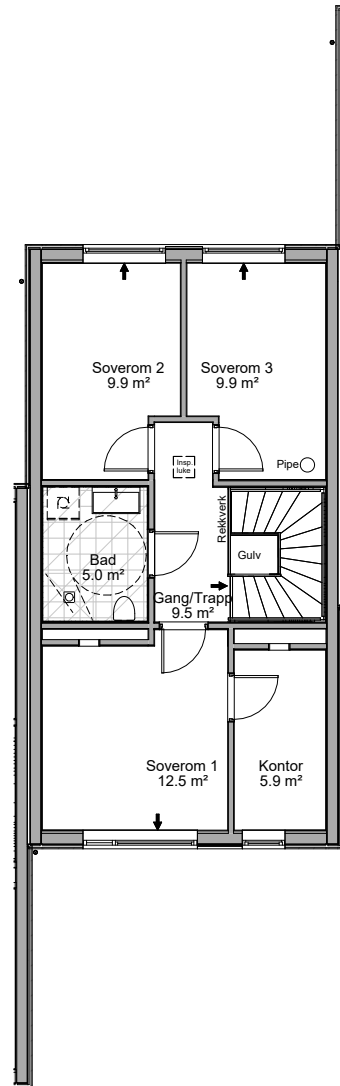 Soverom 2
9.9 m²
Soverom 3
9.9 m²
Insp.
luke
Pipe
Rekkverk
Gulv
Bad
5.0 m²
Gang/Trapp
9.5 m²
Soverom 1
12.5 m²
Kontor
5.9 m²